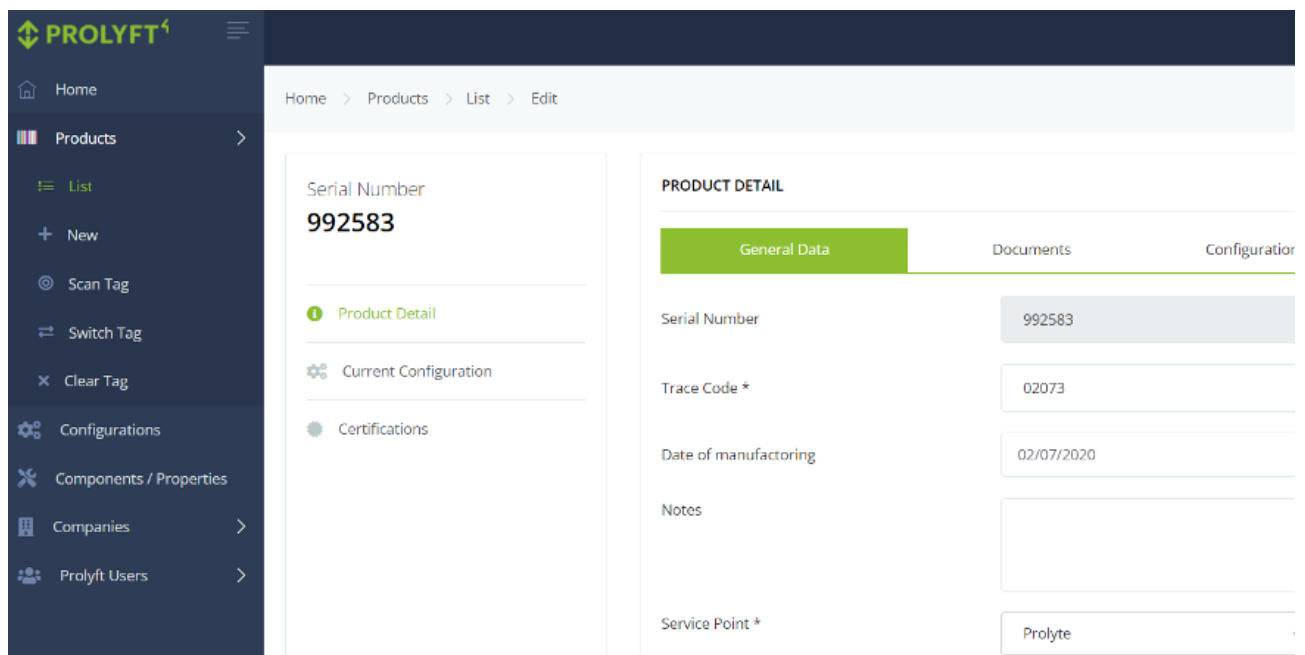 PROLYFT4
Home
Products
List
New
Scan Tag
Switch Tag
Clear Tag
Configurations
Components / Properties
Companies
Prolyft Users
Home > Products > List > Edit
Serial Number
992583
Product Detail
Current Configuration
Certifications
PRODUCT DETAIL
General Data Documents Configuration
Serial Number 992583
Trace Code * 02073
Date of manufactoring 02/07/2020
Notes
Service Point * Prolyte